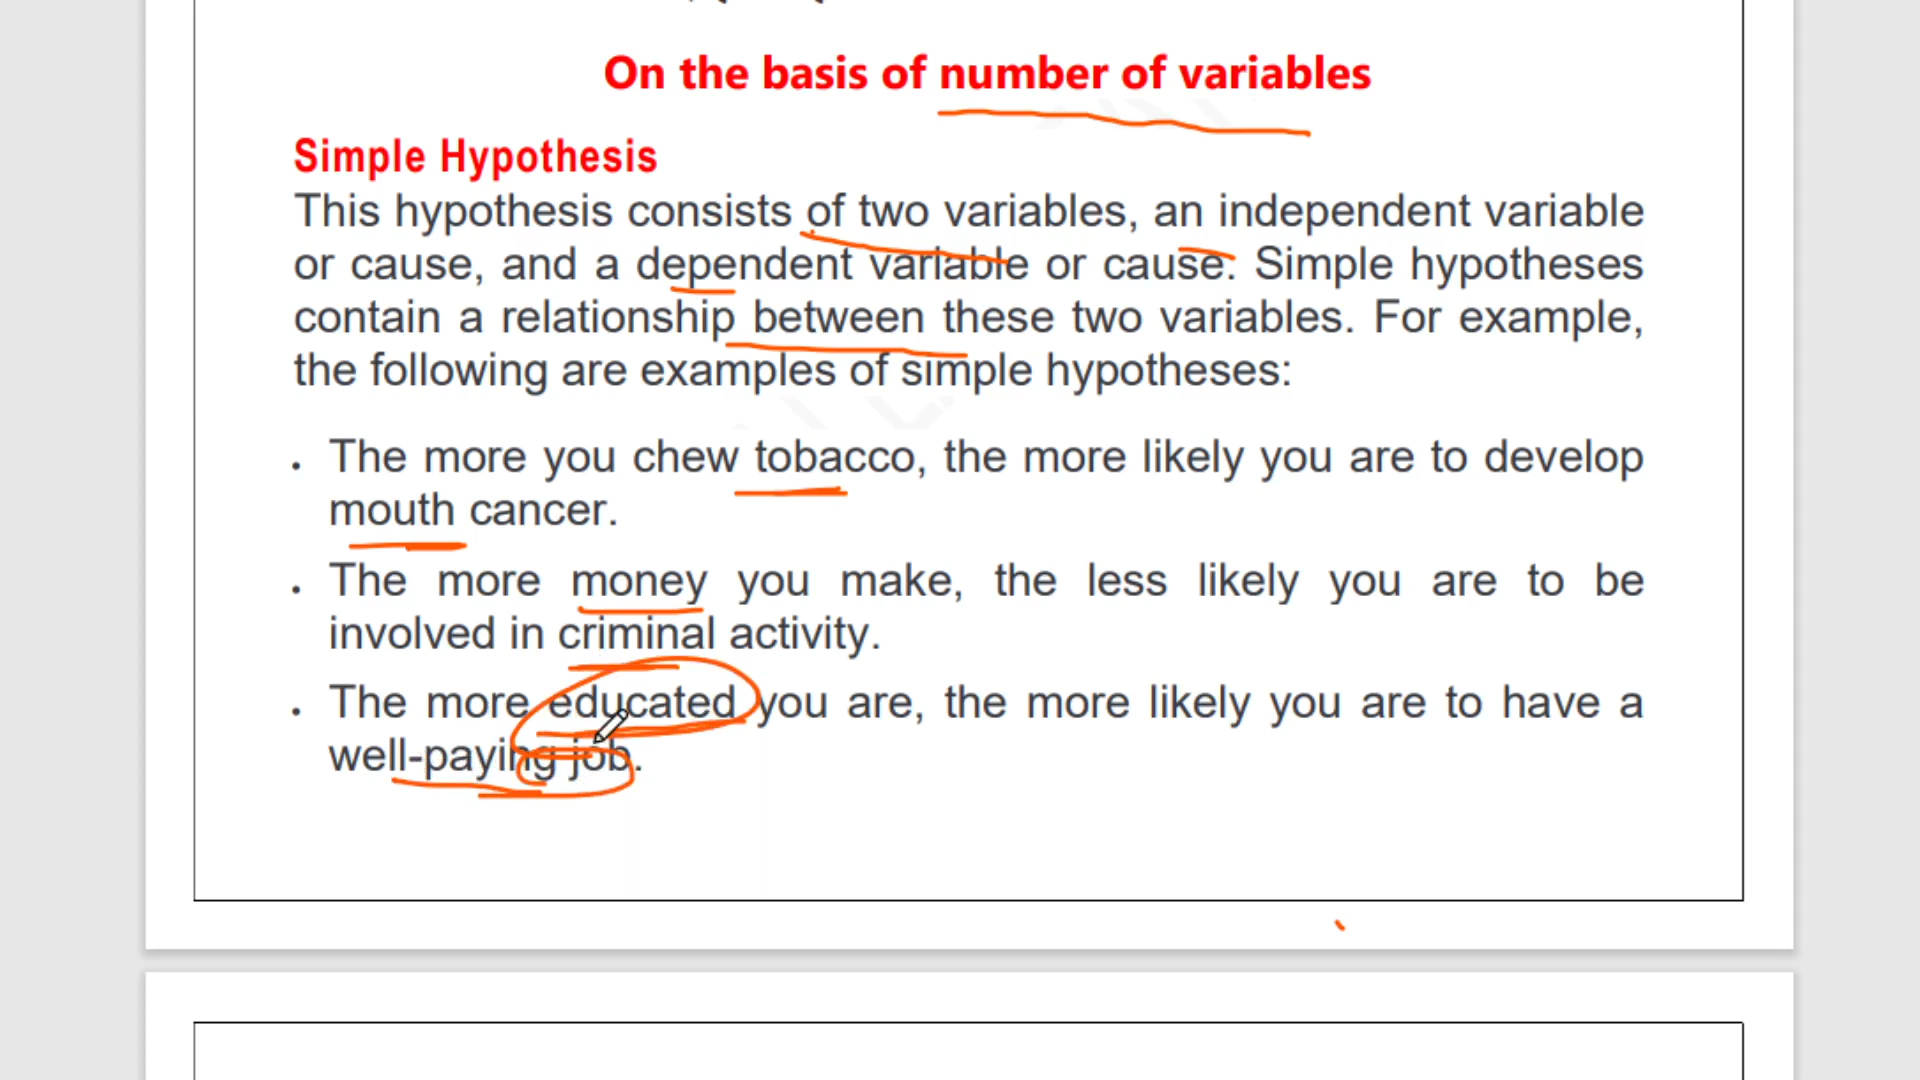 On the basis of number of variables
Simple Hypothesis
This hypothesis consists of two variables, an independent variable
or cause, and a dependent variable or cause. Simple hypotheses
contain a relationship between these two variables. For example,
the following are examples of simple hypotheses:
• The more you chew tobacco, the more likely you are to develop
mouth cancer.
• The more money you make, the less likely you are to be
involved in criminal activity.
• The more educated you are, the more likely you are to have a
well-paying job.